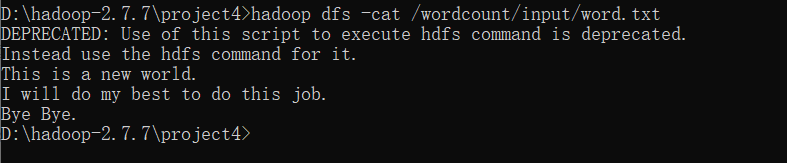 D:\hadoop-2.7.7\project4>hadoop dfs -cat /wordcount/input/word.txt
DEPRECATED: Use of this script to execute hdfs command is deprecated.
Instead use the hdfs command for it.
This is a new world.
I will do my best to do this job.
Bye Bye.
D:\hadoop-2.7.7\project4>